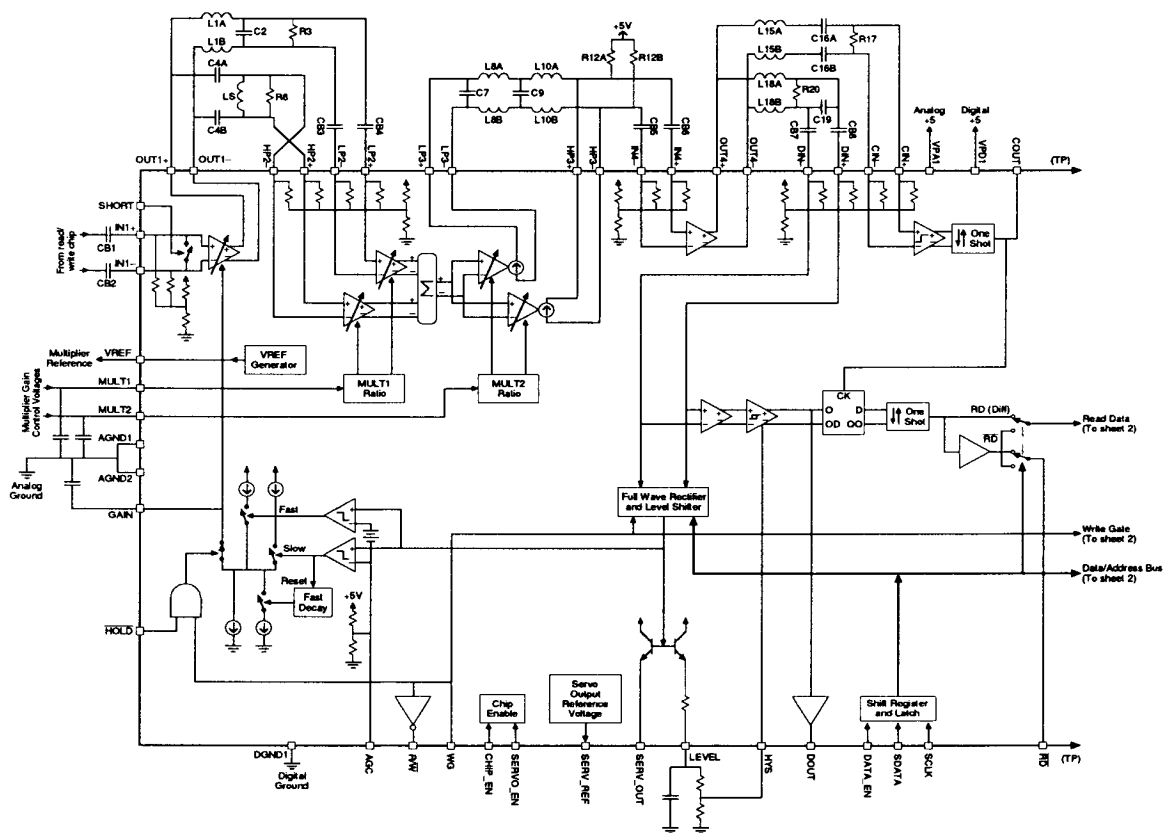 L1A
C2
R3
L1B
C4A
LS
R6
C4B
CB3
CB4
+5V
R12A
R12B
L8A
L10A
C7
C9
L8B
L10B
CB5
CB6
L15A
C16A
R17
L15B
C16B
L18A
R20
L18B
C19
CB7
CB8
Analog
+5
Digital
+5
OUT1+
OUT1–
HP2–
HP2+
LP2–
LP2+
LP3+
LP3–
HP3+
HP3–
IN4–
IN4+
OUT4+
OUT4–
DIN–
DIN+
CIN–
CIN+
VPA1
VPD1
COUT
(TP)
SHORT
IN1+
CB1
From read/
write chip
IN1–
CB2
One
Shot
Σ
Multiplier
Reference
VREF
VREF
Generator
MULT1
MULT1
Ratio
MULT2
Ratio
Multiplier Gain
Control Voltages
MULT2
AGND1
AGND2
Analog
Ground
GAIN
CK
O
D
OD
QO
One
Shot
RD (Diff)
RD
Read Data
(To sheet 2)
Full Wave Rectifier
and Level Shifter
Fast
Slow
Reset
Fast
Decay
+5V
HOLD
Write Gate
(To sheet 2)
Data/Address Bus
(To sheet 2)
Chip
Enable
Servo
Output
Reference
Voltage
Shift Register
and Latch
DGND1
Digital
Ground
AGC
R/W
WG
CHIP_EN
SERVO_EN
SERV_REF
SERV_OUT
LEVEL
HYS
DOUT
DATA_EN
SDATA
SCLK
RD
(TP)